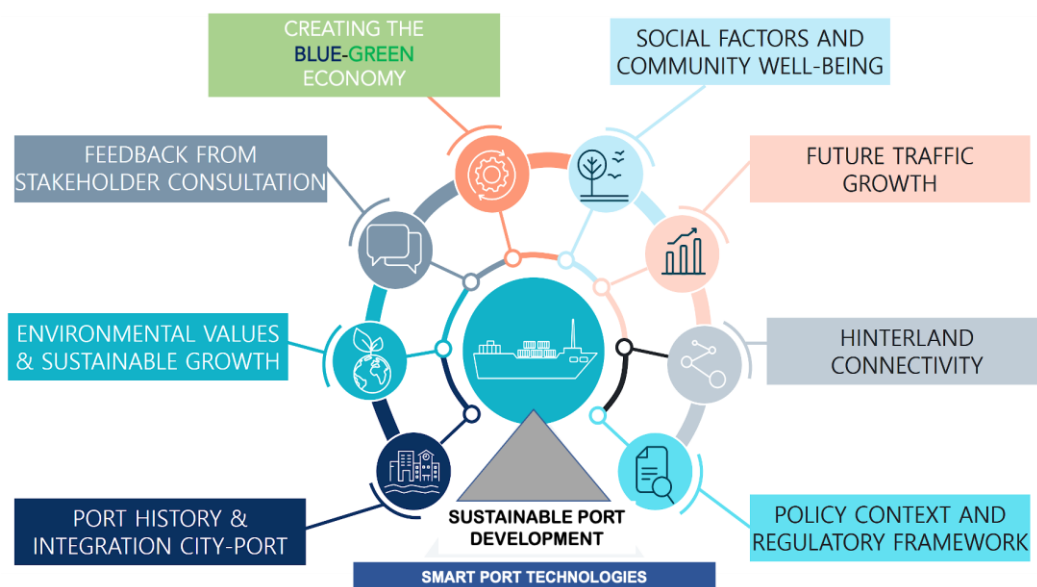 CREATING THE
BLUE-GREEN
ECONOMY
SOCIAL FACTORS AND
COMMUNITY WELL-BEING
FEEDBACK FROM
STAKEHOLDER CONSULTATION
FUTURE TRAFFIC
GROWTH
ENVIRONMENTAL VALUES
& SUSTAINABLE GROWTH
HINTERLAND
CONNECTIVITY
PORT HISTORY &
INTEGRATION CITY-PORT
POLICY CONTEXT AND
REGULATORY FRAMEWORK
SUSTAINABLE PORT
DEVELOPMENT
SMART PORT TECHNOLOGIES